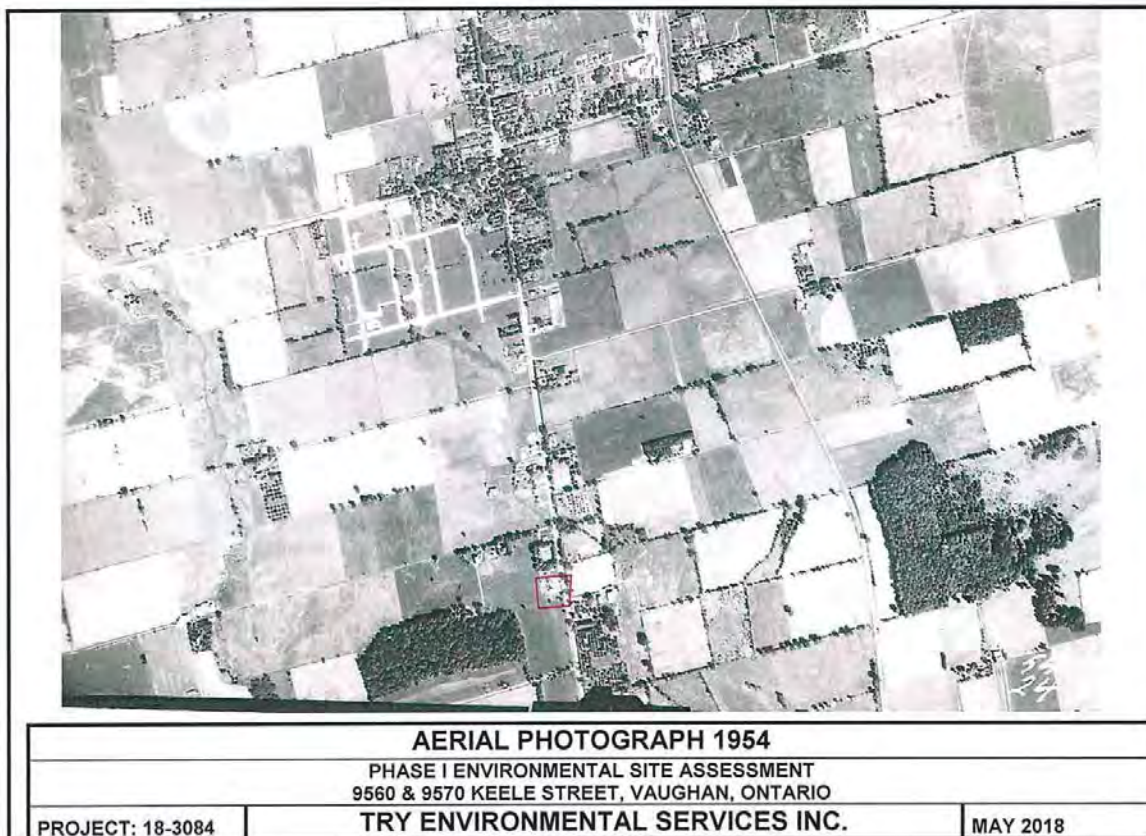 AERIAL PHOTOGRAPH 1954
PHASE I ENVIRONMENTAL SITE ASSESSMENT
9560 & 9570 KEELE STREET, VAUGHAN, ONTARIO
PROJECT: 18-3084
TRY ENVIRONMENTAL SERVICES INC.
MAY 2018